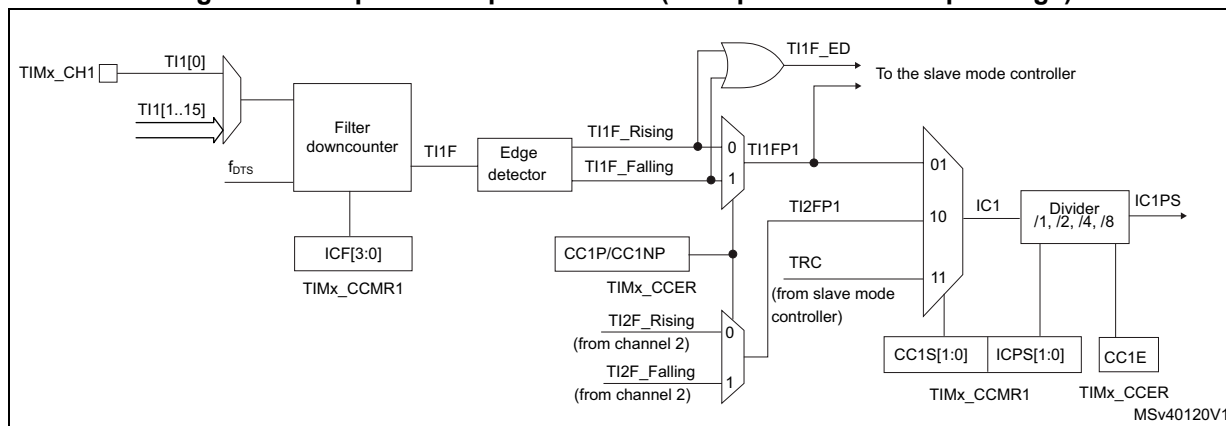 TI1[0]
TIMx_CH1
TI1[1..15]
fDTS
Filter
downcounter
ICF[3:0]
TIMx_CCMR1
TI1F
Edge
detector
TI1F_Rising
TI1F_Falling
TI1F_ED
To the slave mode controller
0
1
TI1FP1
CC1P/CC1NP
TIMx_CCER
TI2F_Rising
(from channel 2)
TI2F_Falling
(from channel 2)
0
1
TI2FP1
TRC
(from slave mode
controller)
01
10
11
IC1
Divider
/1, /2, /4, /8
IC1PS
CC1S[1:0]
ICPS[1:0]
CC1E
TIMx_CCMR1
TIMx_CCER
MSv40120V1